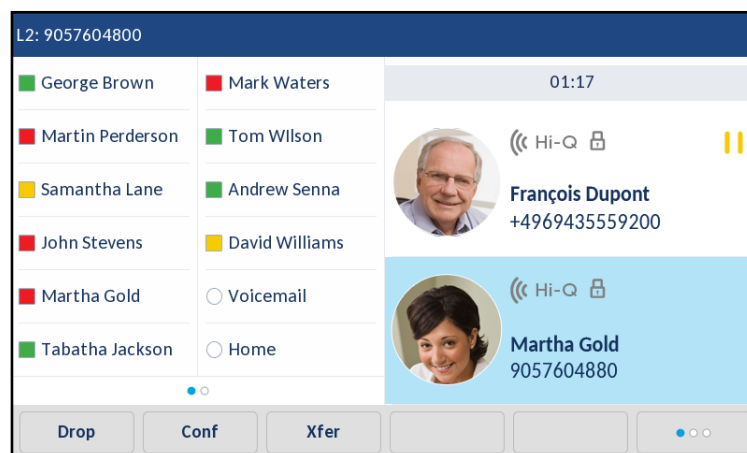 L2: 9057604800
George Brown
Mark Waters
Martin Perderson
Tom WIlson
Samantha Lane
Andrew Senna
John Stevens
David Williams
Martha Gold
Voicemail
Tabatha Jackson
Home
01:17
Hi-Q
François Dupont
+4969435559200
Hi-Q
Martha Gold
9057604880
Drop
Conf
Xfer